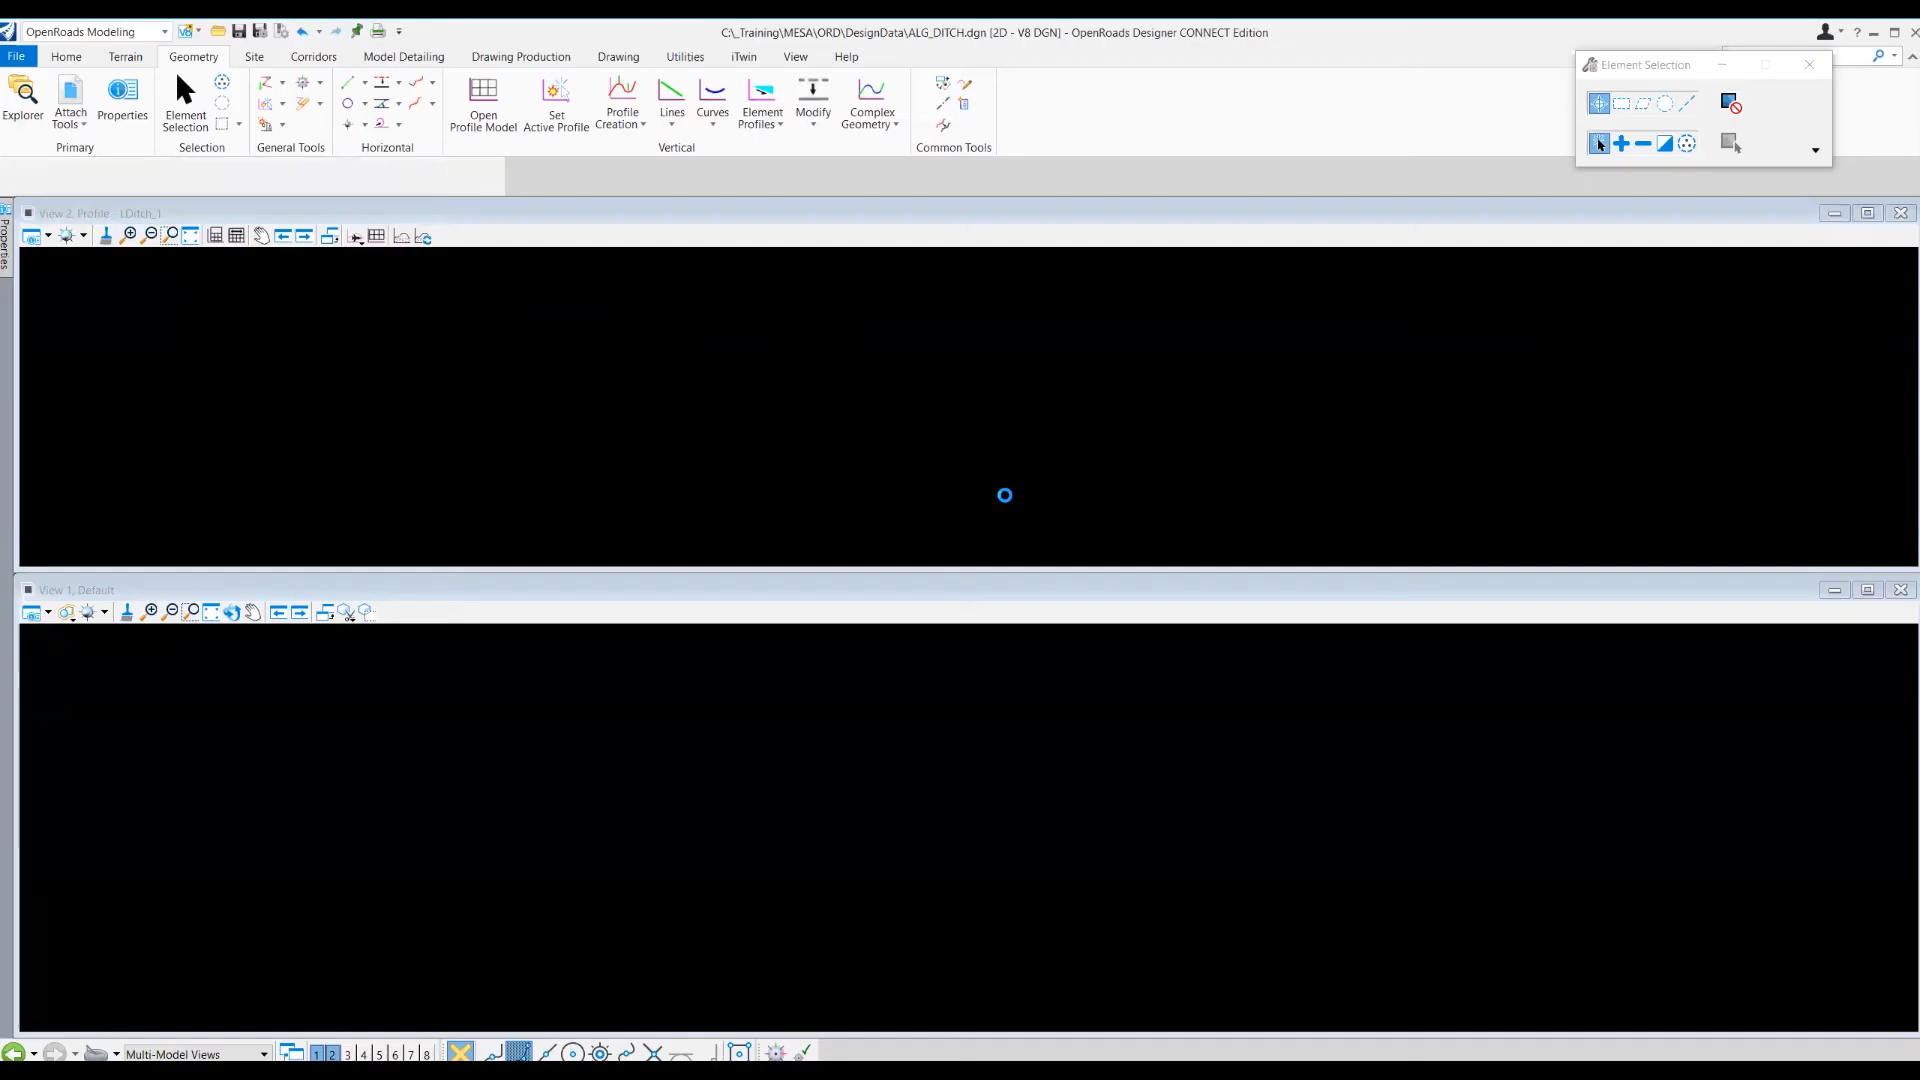 OpenRoads Modeling
C:\_Training\MESA\ORD\DesignData\ALG_DITCH.dgn [2D - V8 DGN] - OpenRoads Designer CONNECT Edition
File Home Terrain Geometry Site Corridors Model Detailing Drawing Production Drawing Utilities iTwin View Help
Explorer
Attach Tools
Properties
Primary
Element Selection
Selection
General Tools
Horizontal
Open Profile Model
Set Active Profile
Profile Creation
Lines
Curves
Element Profiles
Modify
Complex Geometry
Vertical
Common Tools
Element Selection
Properties
View 2, Profile - LDitch_1
View 1, Default
Multi-Model Views
1 2 3 4 5 6 7 8